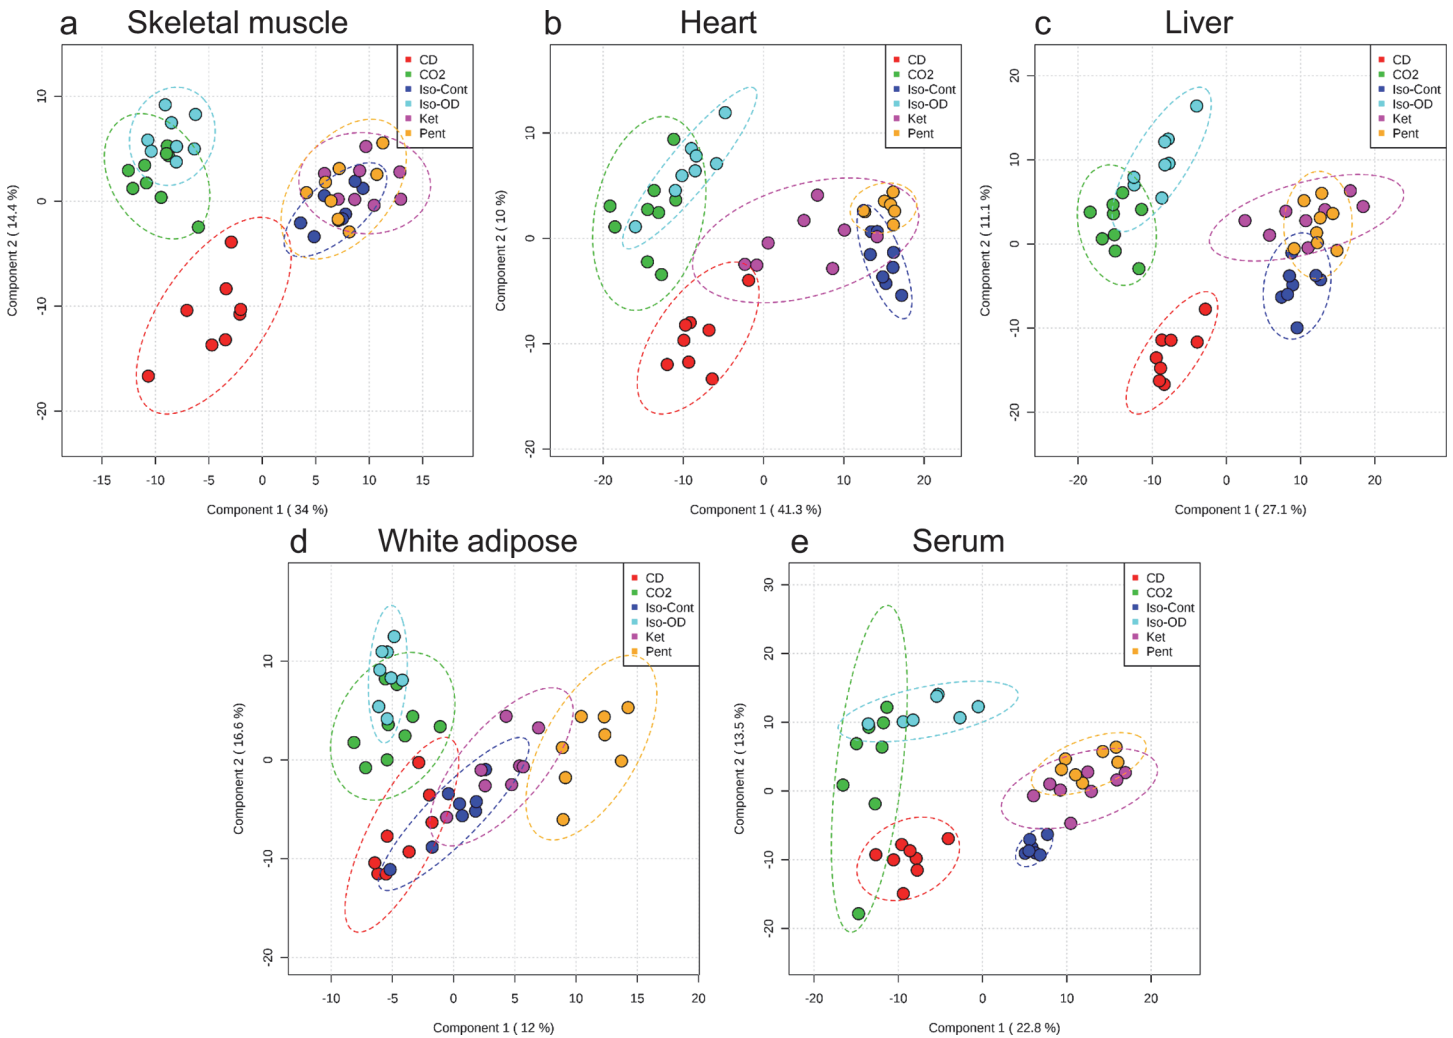 a Skeletal muscle
CD
CO2
Iso-Cont
Iso-OD
Ket
Pent
10
0
-10
-20
Component 2 ( 14.4 %)
-15 -10 -5 0 5 10 15
Component 1 ( 34 %)
b Heart
CD
CO2
Iso-Cont
Iso-OD
Ket
Pent
10
0
-10
-20
Component 2 ( 10 %)
-20 -10 0 10 20
Component 1 ( 41.3 %)
c Liver
CD
CO2
Iso-Cont
Iso-OD
Ket
Pent
20
10
0
-10
-20
Component 2 ( 11.1 %)
-20 -10 0 10 20
Component 1 ( 27.1 %)
d White adipose
CD
CO2
Iso-Cont
Iso-OD
Ket
Pent
10
0
-10
-20
Component 2 ( 16.6 %)
-10 -5 0 5 10 15 20
Component 1 ( 12 %)
e Serum
CD
CO2
Iso-Cont
Iso-OD
Ket
Pent
30
20
10
0
-10
-20
Component 2 ( 13.5 %)
-20 -10 0 10 20
Component 1 ( 22.8 %)